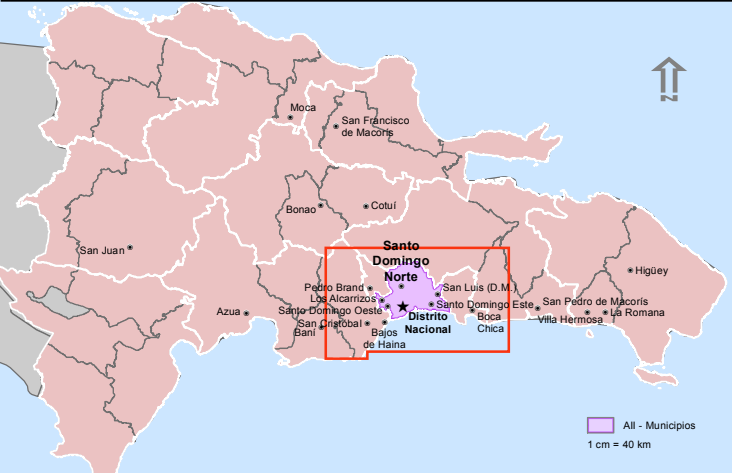 Moca
San Francisco
de Macorís
Cotuí
Bonao
San Juan
Santo
Domingo
Norte
Higüey
Pedro Brand
San Luis (D.M.)
Los Alcarrizos
Santo Domingo Este
San Pedro de Macorís
Santo Domingo Oeste
Azua
Distrito
Nacional
Boca
Chica
Villa Hermosa
La Romana
San Cristóbal
Baní
Bajos
de Haina
N
All - Municipios
1 cm = 40 km